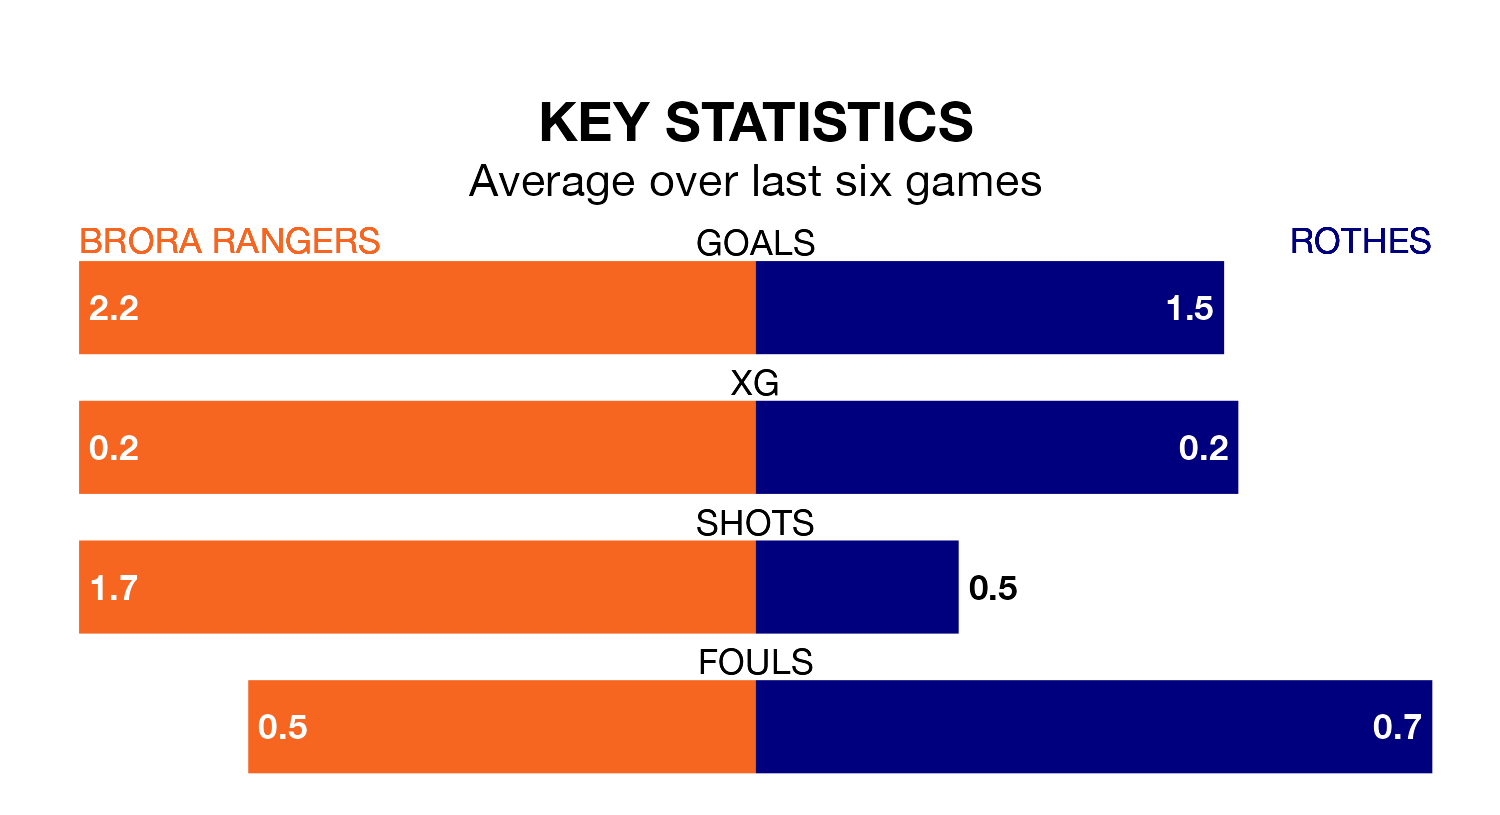 KEY STATISTICS
Average over last six games
BRORA RANGERS
GOALS
ROTHES
2.2
1.5
XG
0.2
0.2
SHOTS
1.7
0.5
FOULS
0.5
0.7